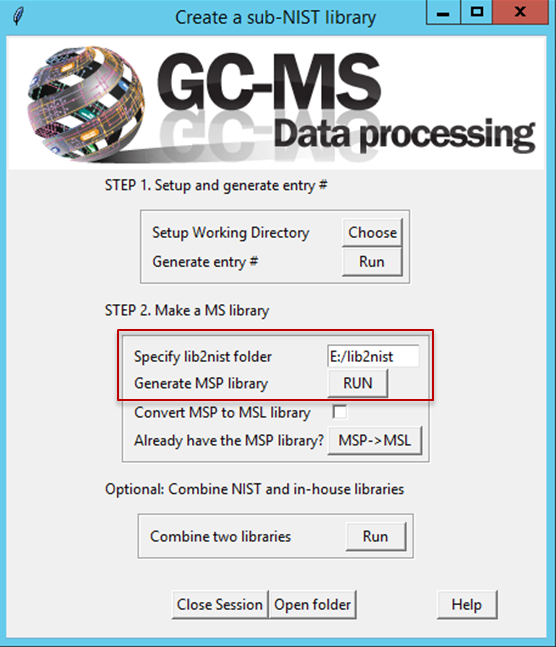 Create a sub-NIST library
GC-MS
Data processing
STEP 1. Setup and generate entry #
Setup Working Directory Choose
Generate entry # Run
STEP 2. Make a MS library
Specify lib2nist folder E:/lib2nist
Generate MSP library RUN
Convert MSP to MSL library
Already have the MSP library? MSP->MSL
Optional: Combine NIST and in-house libraries
Combine two libraries Run
Close Session Open folder Help